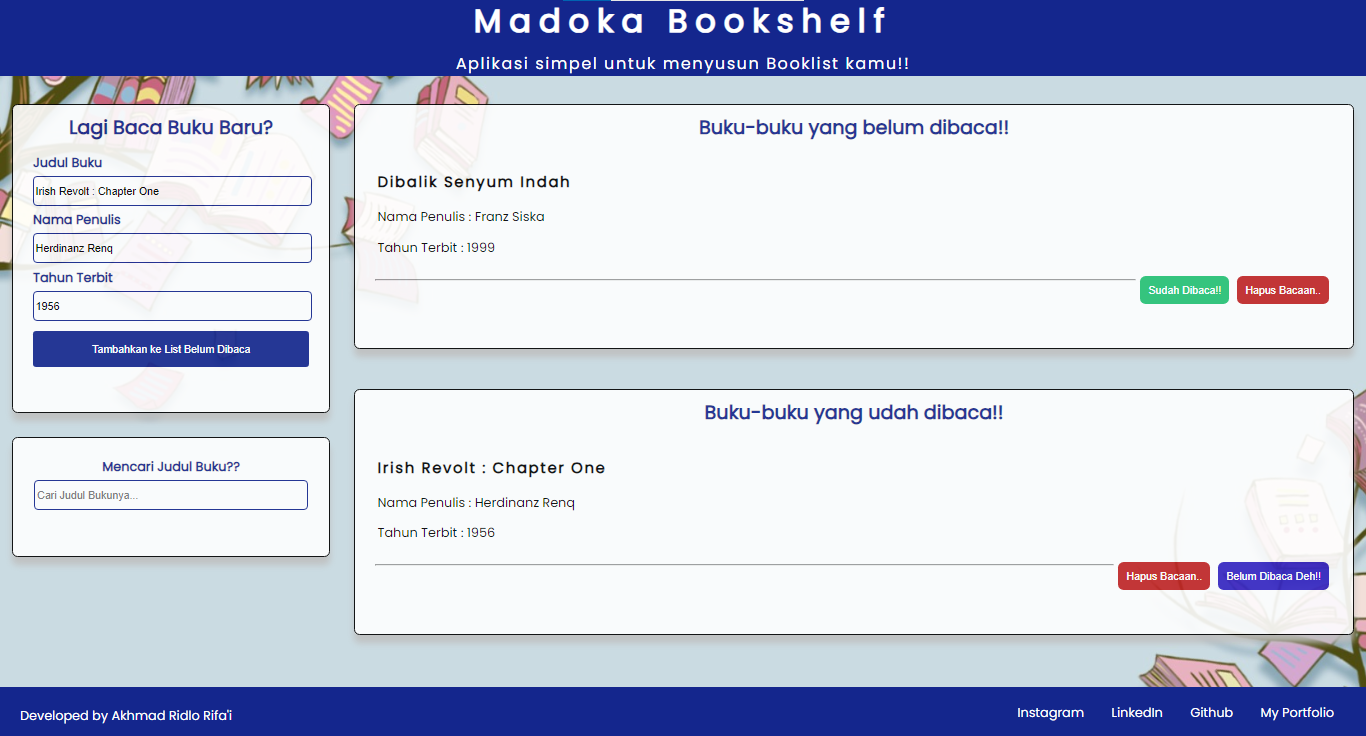 Madoka Bookshelf
Aplikasi simpel untuk menyusun Booklist kamu!!
Lagi Baca Buku Baru?
Judul Buku
Irish Revolt : Chapter One
Nama Penulis
Herdinanz Renq
Tahun Terbit
1956
Tambahkan ke List Belum Dibaca
Mencari Judul Buku??
Cari Judul Bukunya...
Buku-buku yang belum dibaca!!
Dibalik Senyum Indah
Nama Penulis : Franz Siska
Tahun Terbit : 1999
Sudah Dibaca!! Hapus Bacaan..
Buku-buku yang udah dibaca!!
Irish Revolt : Chapter One
Nama Penulis : Herdinanz Renq
Tahun Terbit : 1956
Hapus Bacaan.. Belum Dibaca Deh!!
Developed by Akhmad Ridlo Rifa'i
Instagram LinkedIn Github My Portfolio